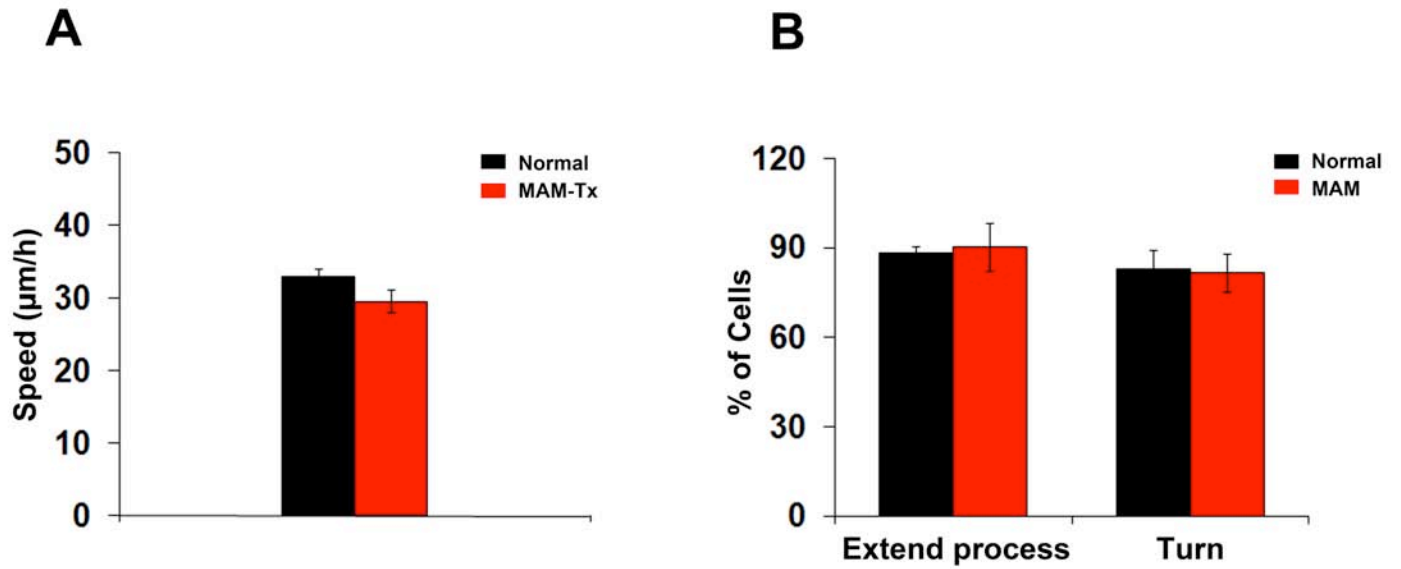 A
Speed (µm/h)
50
40
30
20
10
0
Normal
MAM-Tx
B
% of Cells
120
90
60
30
0
Normal
MAM
Extend process
Turn